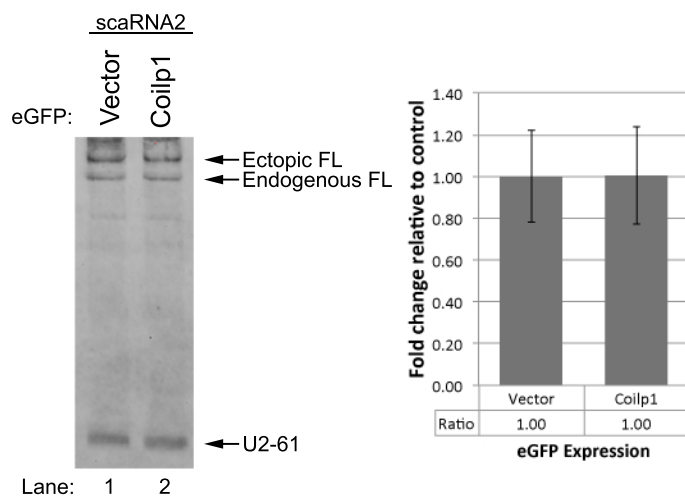 scaRNA2
eGFP: Vector Coilp1
Ectopic FL
Endogenous FL
U2-61
Lane: 1 2
Fold change relative to control
1.40
1.20
1.00
0.80
0.60
0.40
0.20
0.00
Vector Coilp1
Ratio 1.00 1.00
eGFP Expression